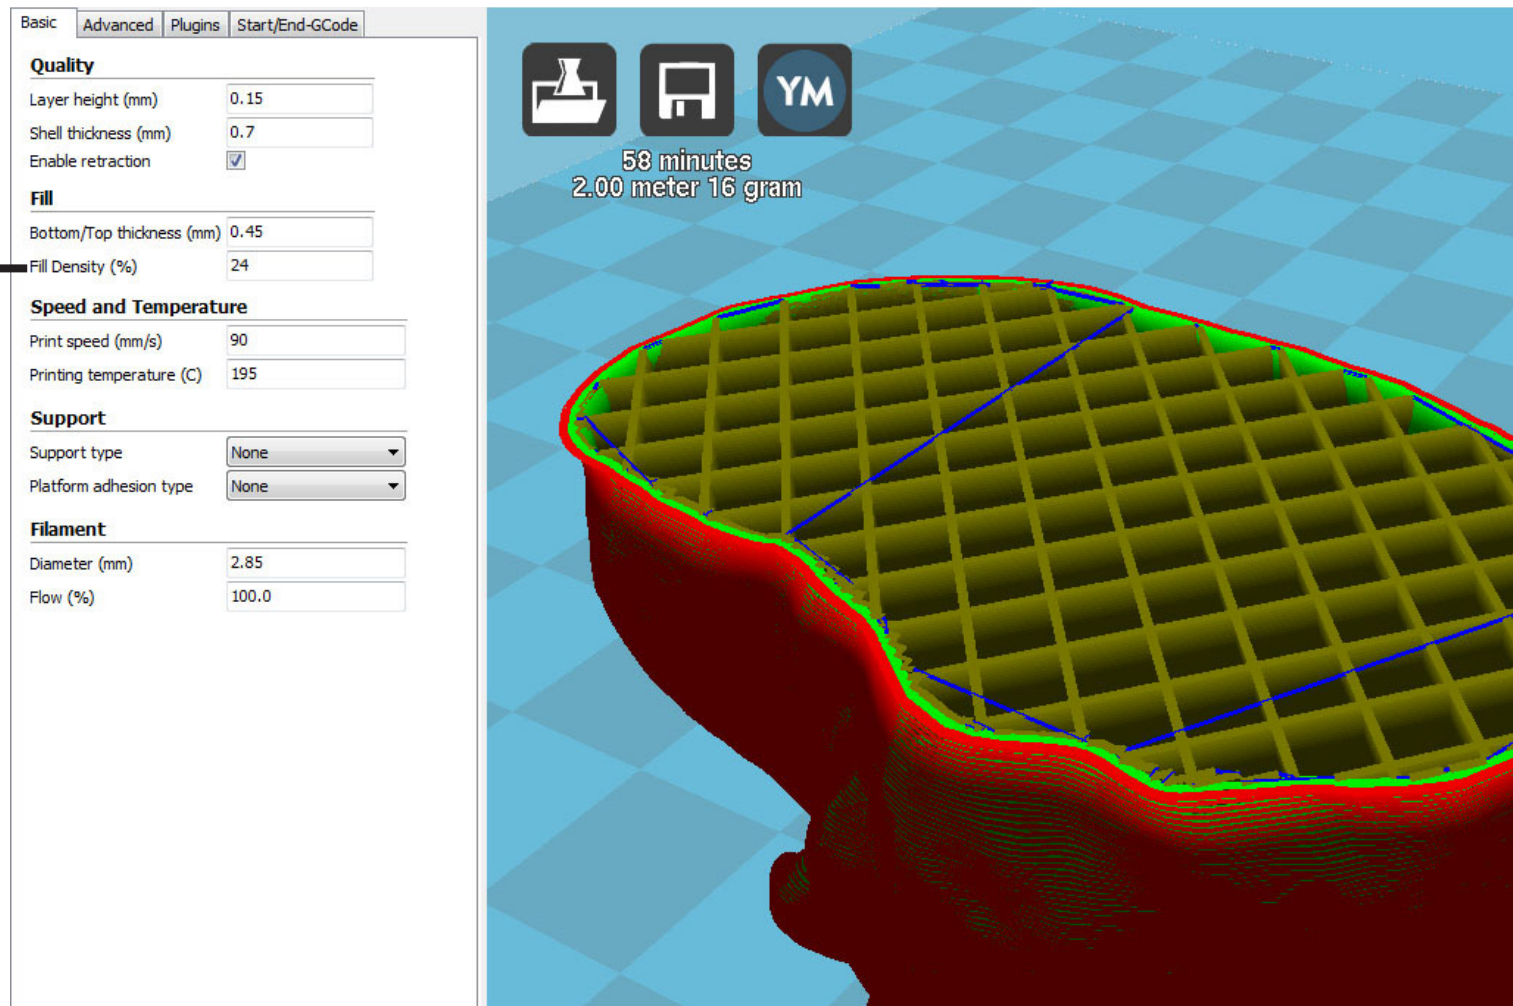 Basic Advanced Plugins Start/End-GCode
Quality
Layer height (mm) 0.15
Shell thickness (mm) 0.7
Enable retraction
Fill
Bottom/Top thickness (mm) 0.45
Fill Density (%) 24
Speed and Temperature
Print speed (mm/s) 90
Printing temperature (C) 195
Support
Support type None
Platform adhesion type None
Filament
Diameter (mm) 2.85
Flow (%) 100.0
YM
58 minutes
2.00 meter 16 gram